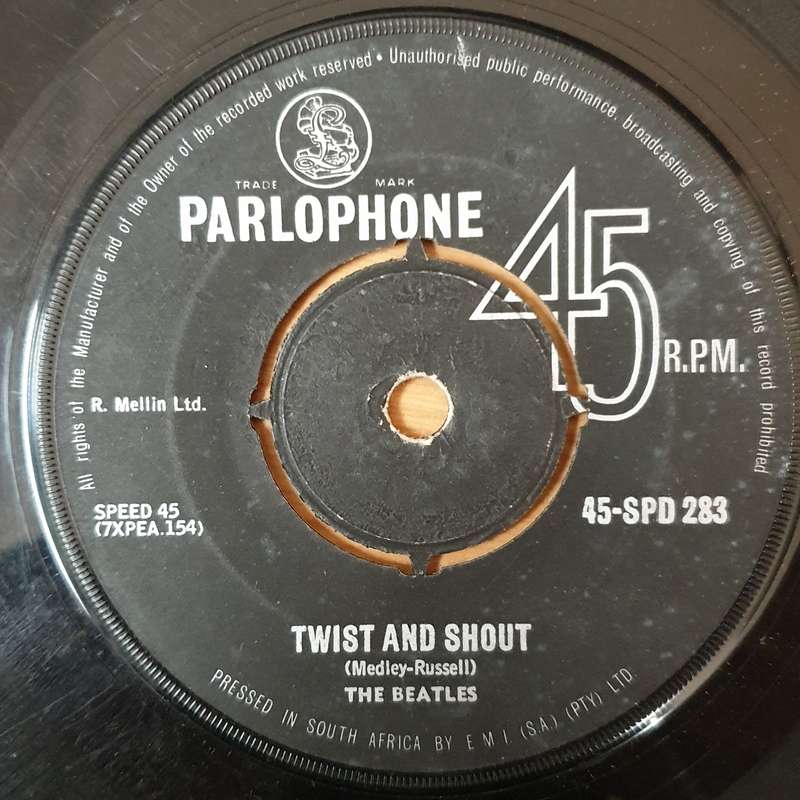 All rights of the Manufacturer and of the Owner of the recorded work reserved • Unauthorised public performance, broadcasting and copying of this record prohibited
TRADE MARK
PARLOPHONE
45
R.P.M.
R. Mellin Ltd.
SPEED 45
(7XPEA.154)
45-SPD 283
TWIST AND SHOUT
(Medley-Russell)
THE BEATLES
PRESSED IN SOUTH AFRICA BY E M I. (S.A.) (PTY) LTD